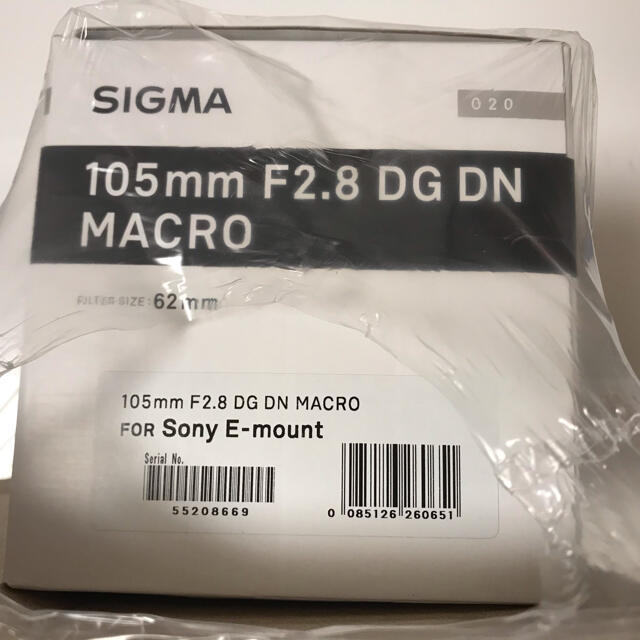 SIGMA
020
105mm F2.8 DG DN
MACRO
FILTER SIZE: 62mm
105mm F2.8 DG DN MACRO
FOR Sony E-mount
Serial No.
55208669
0 085126 260651